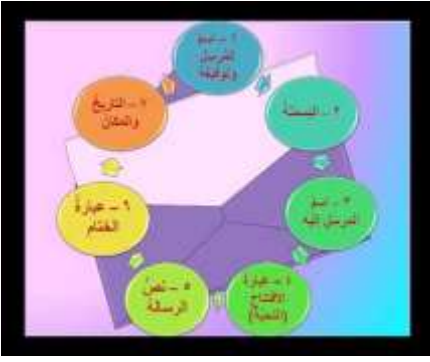 ١ – اسم
المرسل
وتوقيعه
٢ – البسملة
٣ – اسم
المرسل إليه
٤ – عبارة
الافتتاح
(التحية)
٥ – نص
الرسالة
٦ – عبارة
الختام
٧ – التاريخ
والمكان